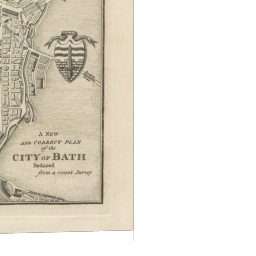 A NEW
AND CORRECT PLAN
of the
CITY OF BATH
Reduced
from a recent Survey